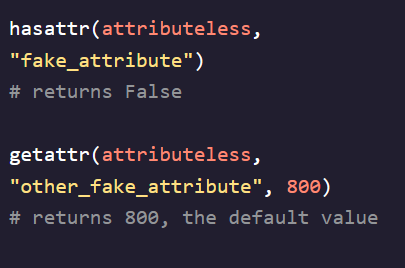 hasattr(attributeless,
"fake_attribute")
# returns False
getattr(attributeless,
"other_fake_attribute", 800)
# returns 800, the default value